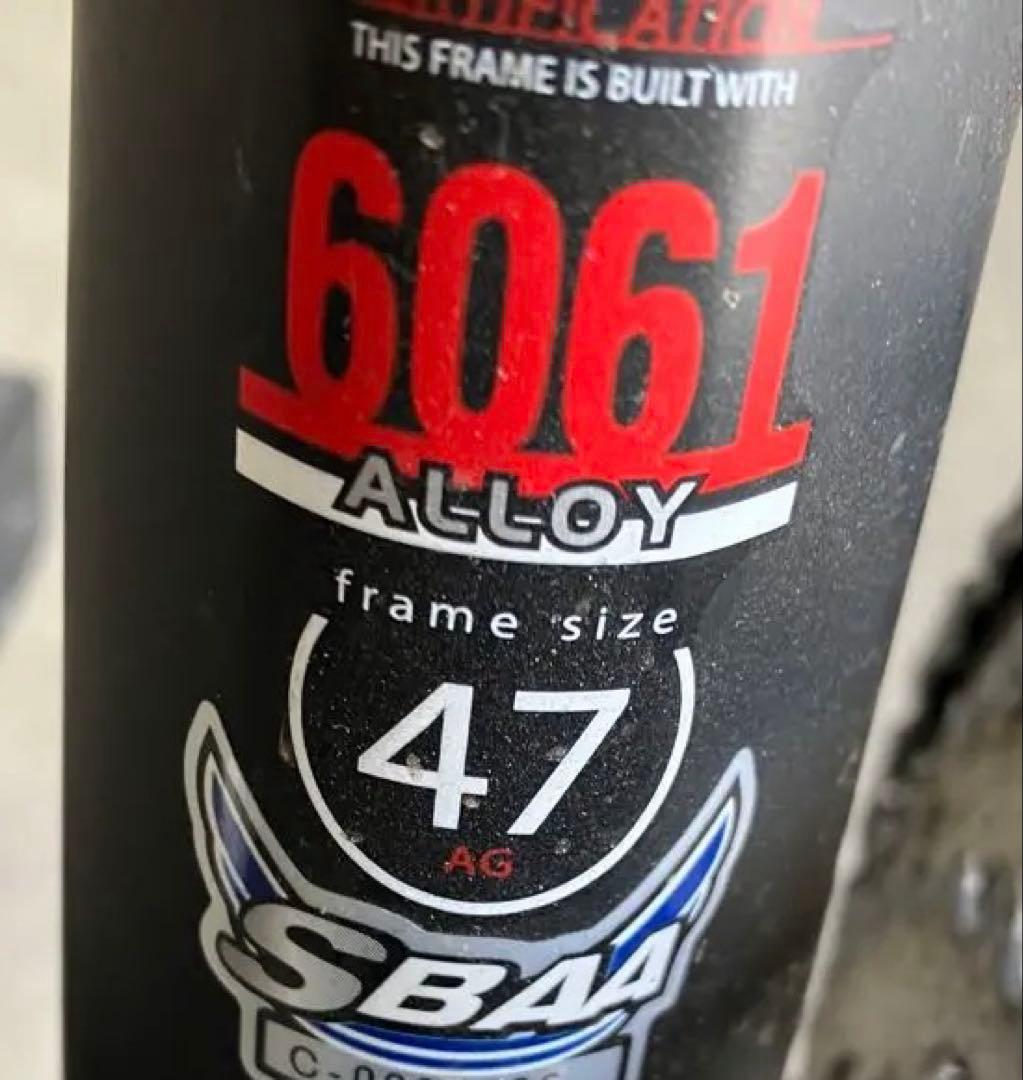 THIS FRAME IS BUILT WITH
6061
ALLOY
frame size
47
AG
SBAA